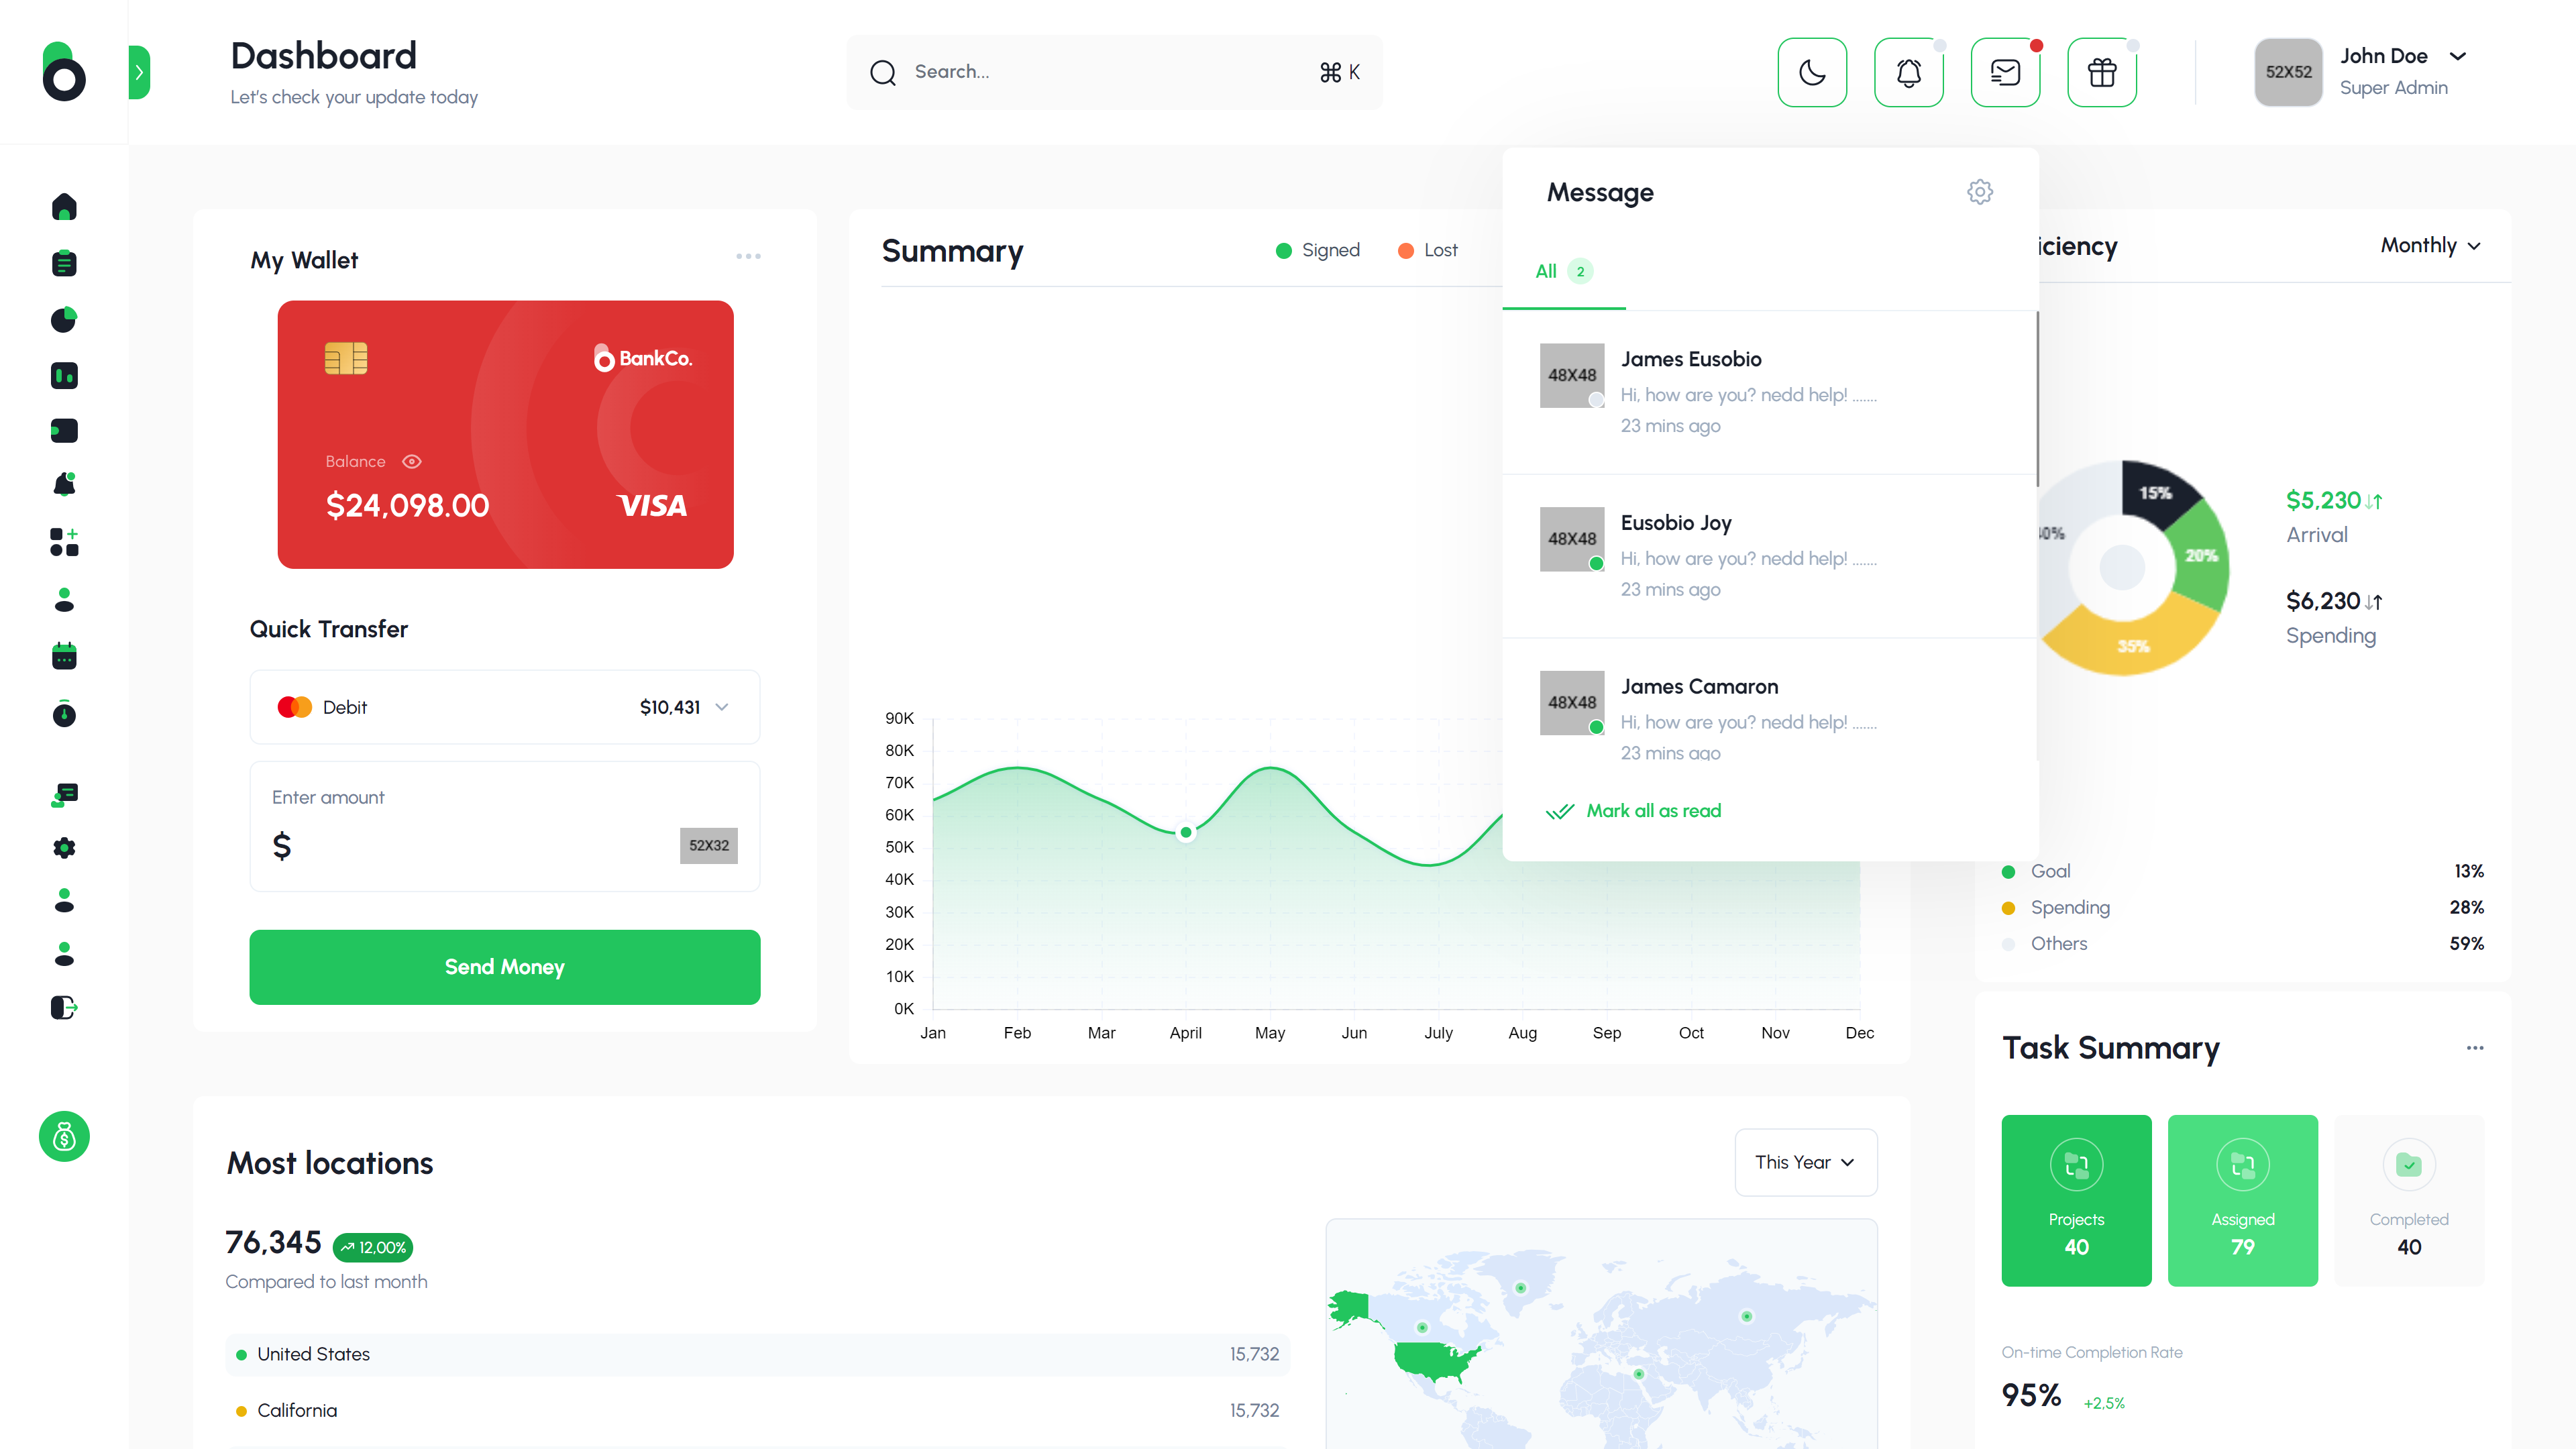 Dashboard
Let's check your update today
Search...
⌘ K
52X52
John Doe
Super Admin
My Wallet
BankCo.
Balance
$24,098.00
VISA
Quick Transfer
Debit
$10,431
Enter amount
$
52X32
Send Money
Summary
Signed
Lost
90K
80K
70K
60K
50K
40K
30K
20K
10K
0K
Jan Feb Mar April May Jun July Aug Sep Oct Nov Dec
Message
All 2
48X48
James Eusobio
Hi, how are you? nedd help! .......
23 mins ago
48X48
Eusobio Joy
Hi, how are you? nedd help! .......
23 mins ago
48X48
James Camaron
Hi, how are you? nedd help! .......
23 mins ago
Mark all as read
iciency
Monthly
15%
20%
35%
$5,230
Arrival
$6,230
Spending
Goal 13%
Spending 28%
Others 59%
Task Summary
Projects
40
Assigned
79
Completed
40
On-time Completion Rate
95% +2,5%
Most locations
This Year
76,345 12,00%
Compared to last month
United States 15,732
California 15,732